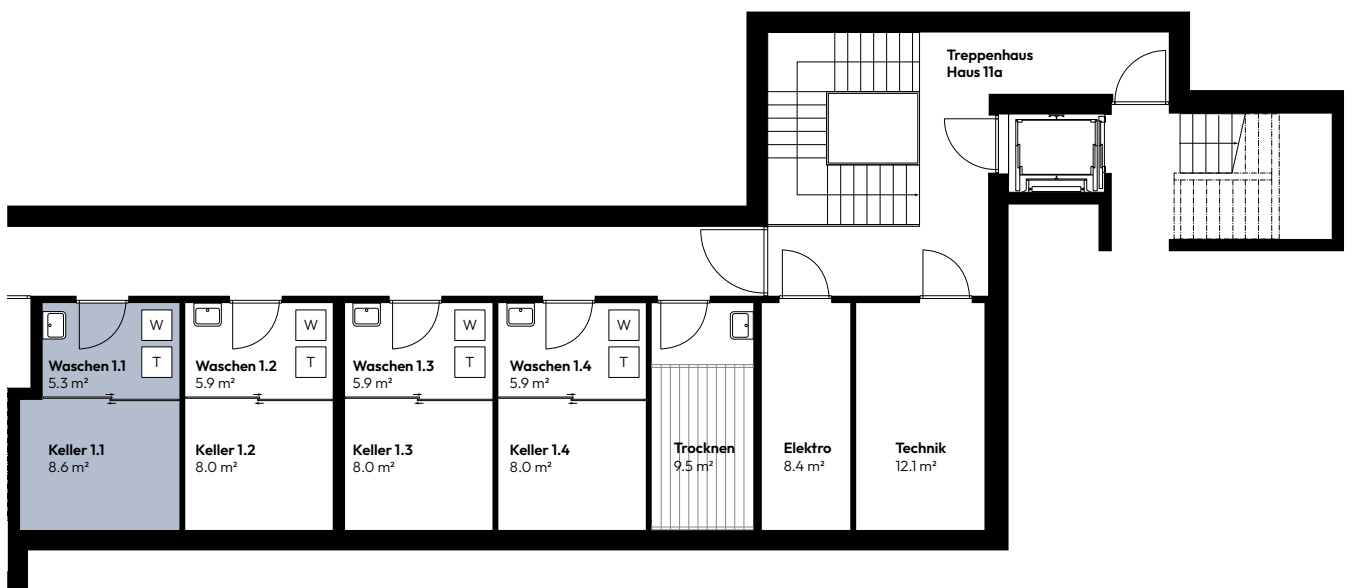 Treppenhaus
Haus 11a
W
T
Waschen 1.1
5.3 m²
W
T
Waschen 1.2
5.9 m²
W
T
Waschen 1.3
5.9 m²
W
T
Waschen 1.4
5.9 m²
Keller 1.1
8.6 m²
Keller 1.2
8.0 m²
Keller 1.3
8.0 m²
Keller 1.4
8.0 m²
Trocknen
9.5 m²
Elektro
8.4 m²
Technik
12.1 m²